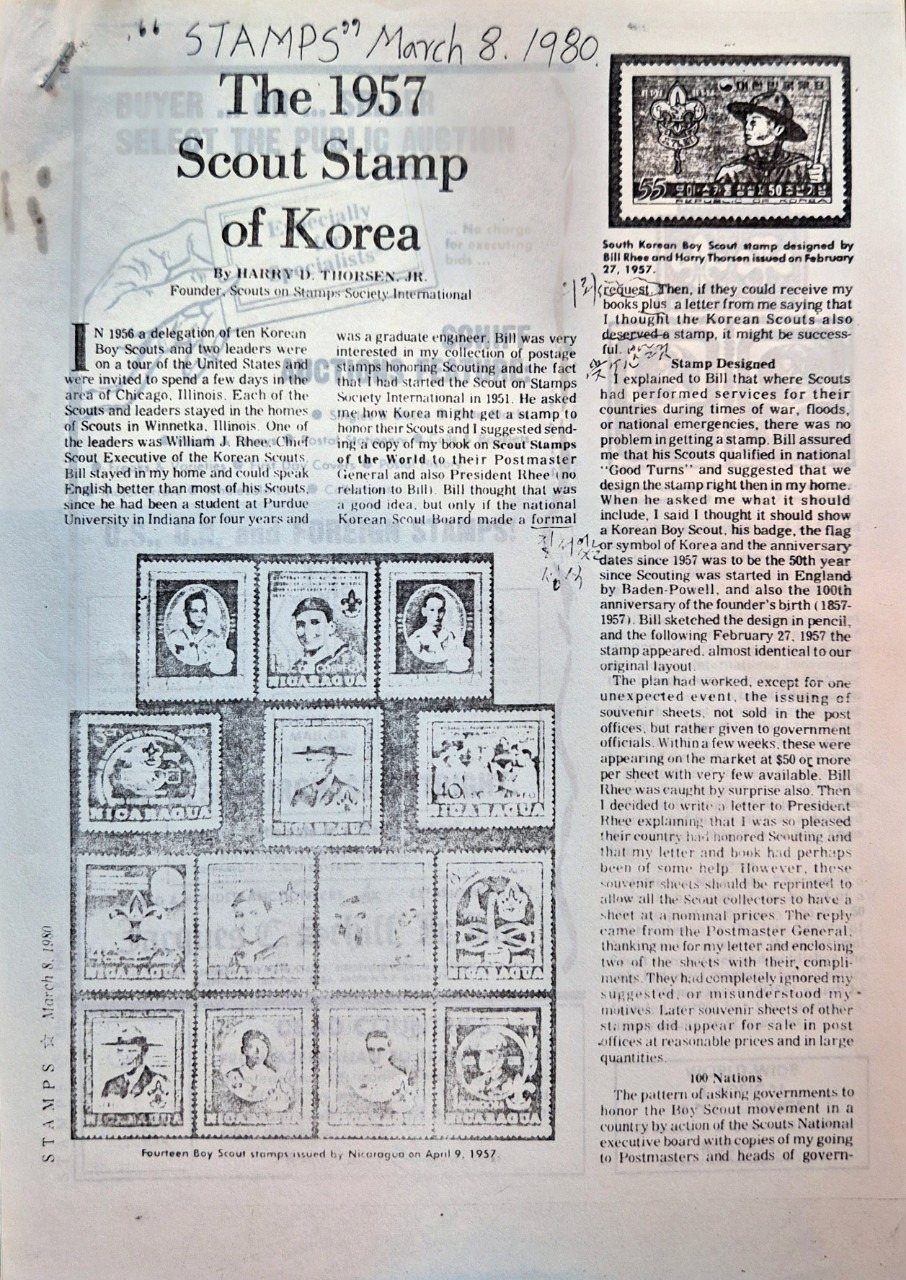 "STAMPS" March 8. 1980.
The 1957
Scout Stamp
of Korea
By HARRY D. THORSEN, JR.
Founder, Scouts on Stamps Society International
IN 1956 a delegation of ten Korean
Boy Scouts and two leaders were
on a tour of the United States and
were invited to spend a few days in the
area of Chicago, Illinois. Each of the
Scouts and leaders stayed in the homes
of Scouts in Winnetka, Illinois. One of
the leaders was William J. Rhee, Chief
Scout Executive of the Korean Scouts.
Bill stayed in my home and could speak
English better than most of his Scouts,
since he had been a student at Purdue
University in Indiana for four years and
was a graduate engineer. Bill was very
interested in my collection of postage
stamps honoring Scouting and the fact
that I had started the Scout on Stamps
Society International in 1951. He asked
me how Korea might get a stamp to
honor their Scouts and I suggested send-
ing a copy of my book on Scout Stamps
of the World to their Postmaster
General and also President Rhee (no
relation to Bill). Bill thought that was
a good idea, but only if the national
Korean Scout Board made a formal
NICARAGUA
NICARAGUA
NICARAGUA
NICARAGUA
NICARAGUA
NICARAGUA
Fourteen Boy Scout stamps issued by Nicaragua on April 9, 1957.
STAMPS ☆ March 8, 1980
55
REPUBLIC OF KOREA
South Korean Boy Scout stamp designed by
Bill Rhee and Harry Thorsen issued on February
27, 1957.
request. Then, if they could receive my
books plus a letter from me saying that
I thought the Korean Scouts also
deserved a stamp, it might be success-
ful.
Stamp Designed
I explained to Bill that where Scouts
had performed services for their
countries during times of war, floods,
or national emergencies, there was no
problem in getting a stamp. Bill assured
me that his Scouts qualified in national
"Good Turns" and suggested that we
design the stamp right then in my home.
When he asked me what it should
include, I said I thought it should show
a Korean Boy Scout, his badge, the flag
or symbol of Korea and the anniversary
dates since 1957 was to be the 50th year
since Scouting was started in England
by Baden-Powell, and also the 100th
anniversary of the founder's birth (1857-
1957). Bill sketched the design in pencil,
and the following February 27, 1957 the
stamp appeared, almost identical to our
original layout.
The plan had worked, except for one
unexpected event, the issuing of
souvenir sheets, not sold in the post
offices, but rather given to government
officials. Within a few weeks, these were
appearing on the market at $50 or more
per sheet with very few available. Bill
Rhee was caught by surprise also. Then
I decided to write a letter to President
Rhee explaining that I was so pleased
their country had honored Scouting and
that my letter and book had perhaps
been of some help. However, these
souvenir sheets should be reprinted to
allow all the Scout collectors to have a
sheet at a nominal prices. The reply
came from the Postmaster General,
thanking me for my letter and enclosing
two of the sheets with their compli-
ments. They had completely ignored my
suggested, or misunderstood my
motives. Later souvenir sheets of other
stamps did appear for sale in post
offices at reasonable prices and in large
quantities.
100 Nations
The pattern of asking governments to
honor the Boy Scout movement in a
country by action of the Scouts National
executive board with copies of my going
to Postmasters and heads of govern-